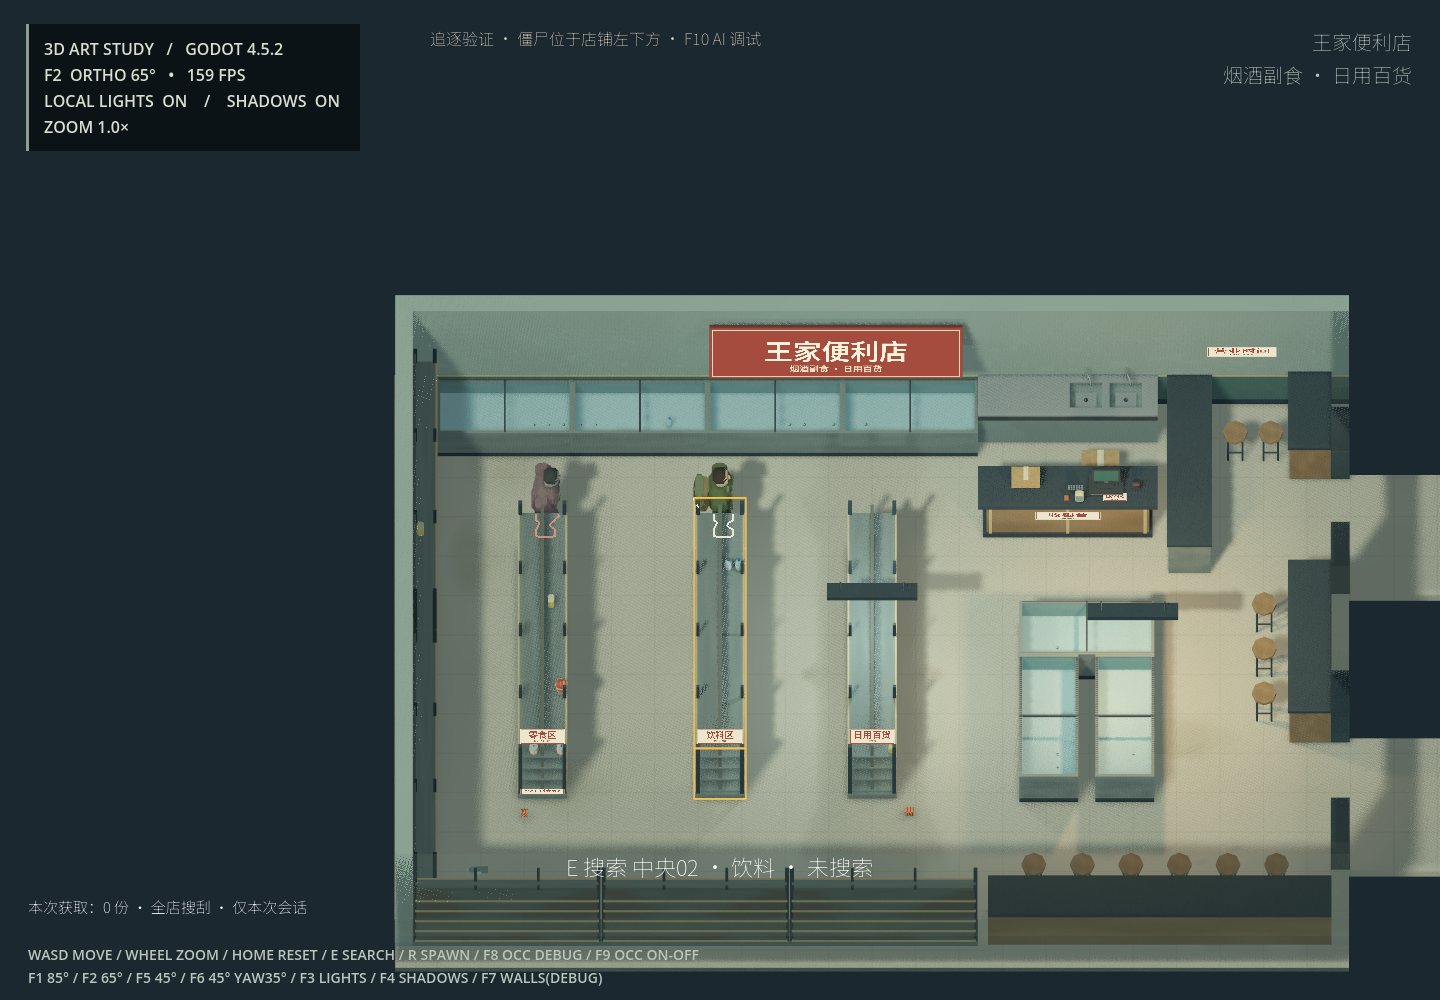 3D ART STUDY / GODOT 4.5.2
F2 ORTHO 65° • 159 FPS
LOCAL LIGHTS ON / SHADOWS ON
ZOOM 1.0×
追逐验证 · 僵尸位于店铺左下方 · F10 AI 调试
王家便利店
烟酒副食 · 日用百货
王家便利店
烟酒副食 · 日用百货
零食区
饮料区
日用百货
E 搜索 中央02 · 饮料 · 未搜索
本次获取：0 份 · 全店搜刮 · 仅本次会话
WASD MOVE / WHEEL ZOOM / HOME RESET / E SEARCH / R SPAWN / F8 OCC DEBUG / F9 OCC ON-OFF
F1 85° / F2 65° / F5 45° / F6 45° YAW35° / F3 LIGHTS / F4 SHADOWS / F7 WALLS(DEBUG)